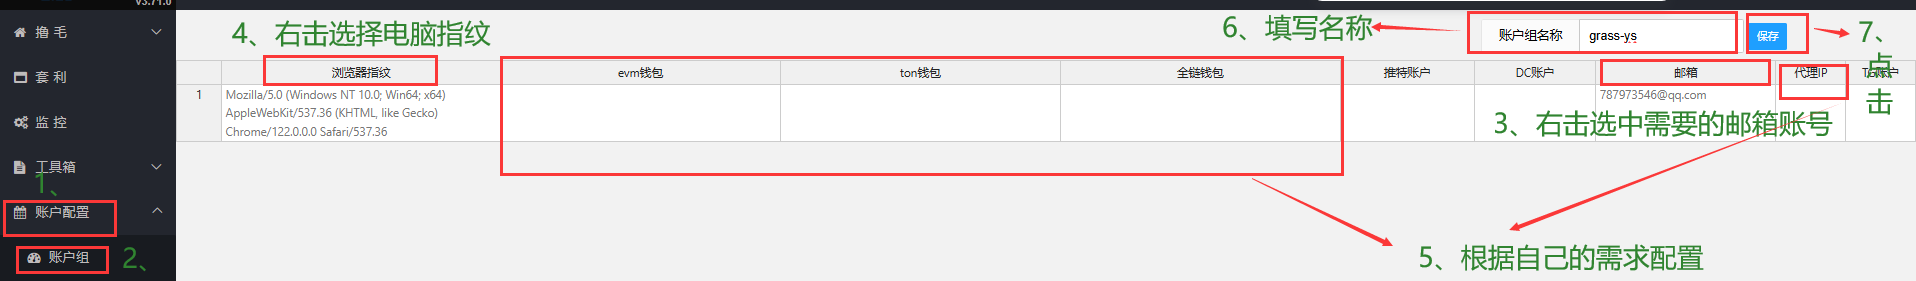 v3.71.0
撸 毛
套 利
监 控
工具箱
1、
账户配置
账户组
2、
4、右击选择电脑指纹
6、填写名称
账户组名称
grass-ys
保存
7、点击
浏览器指纹
evm钱包
ton钱包
全链钱包
推特账户
DC账户
邮箱
代理IP
TG账户
1
Mozilla/5.0 (Windows NT 10.0; Win64; x64)
AppleWebKit/537.36 (KHTML, like Gecko)
Chrome/122.0.0.0 Safari/537.36
787973546@qq.com
3、右击选中需要的邮箱账号
5、根据自己的需求配置